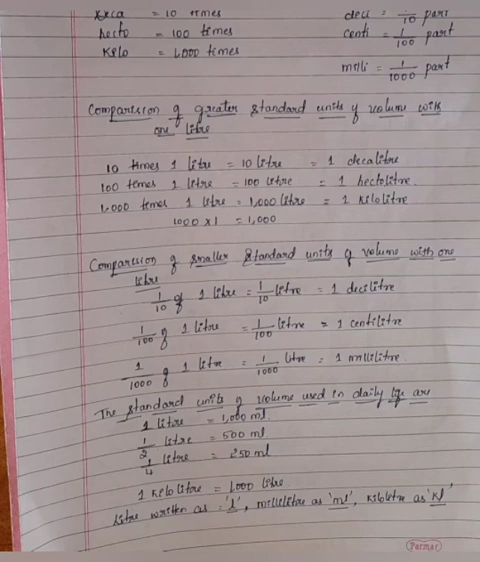 Deca = 10 times deci = 1/10 part
hecto = 100 times centi = 1/100 part
Kilo = 1,000 times
milli = 1/1000 part
Comparision of greater standard units of volume with
one litre
10 times 1 litre = 10 litre = 1 decalitre
100 times 1 litre = 100 litre = 1 hectolitre.
1,000 times 1 litre = 1,000 litre = 1 kilolitre
1000 x 1 = 1,000
Comparision of smaller standard units of volume with one
litre
1/10 of 1 litre = 1/10 litre = 1 decilitre
1/100 of 1 litre = 1/100 litre = 1 centilitre
1/1000 of 1 litre = 1/1000 litre = 1 millilitre.
The standard units of volume used in daily life are
1 litre = 1,000 ml.
1/2 litre = 500 ml
1/4 litre = 250 ml
1 kilolitre = 1,000 litre
litre written as 'l', millilitre as 'ml', kilolitre as 'kl'
Parmar